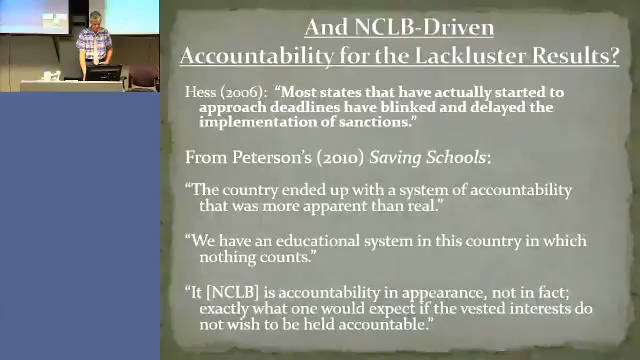 And NCLB-Driven
Accountability for the Lackluster Results?
Hess (2006): “Most states that have actually started to
approach deadlines have blinked and delayed the
implementation of sanctions.”
From Peterson’s (2010) Saving Schools:
“The country ended up with a system of accountability
that was more apparent than real.”
“We have an educational system in this country in which
nothing counts.”
“It [NCLB] is accountability in appearance, not in fact;
exactly what one would expect if the vested interests do
not wish to be held accountable.”